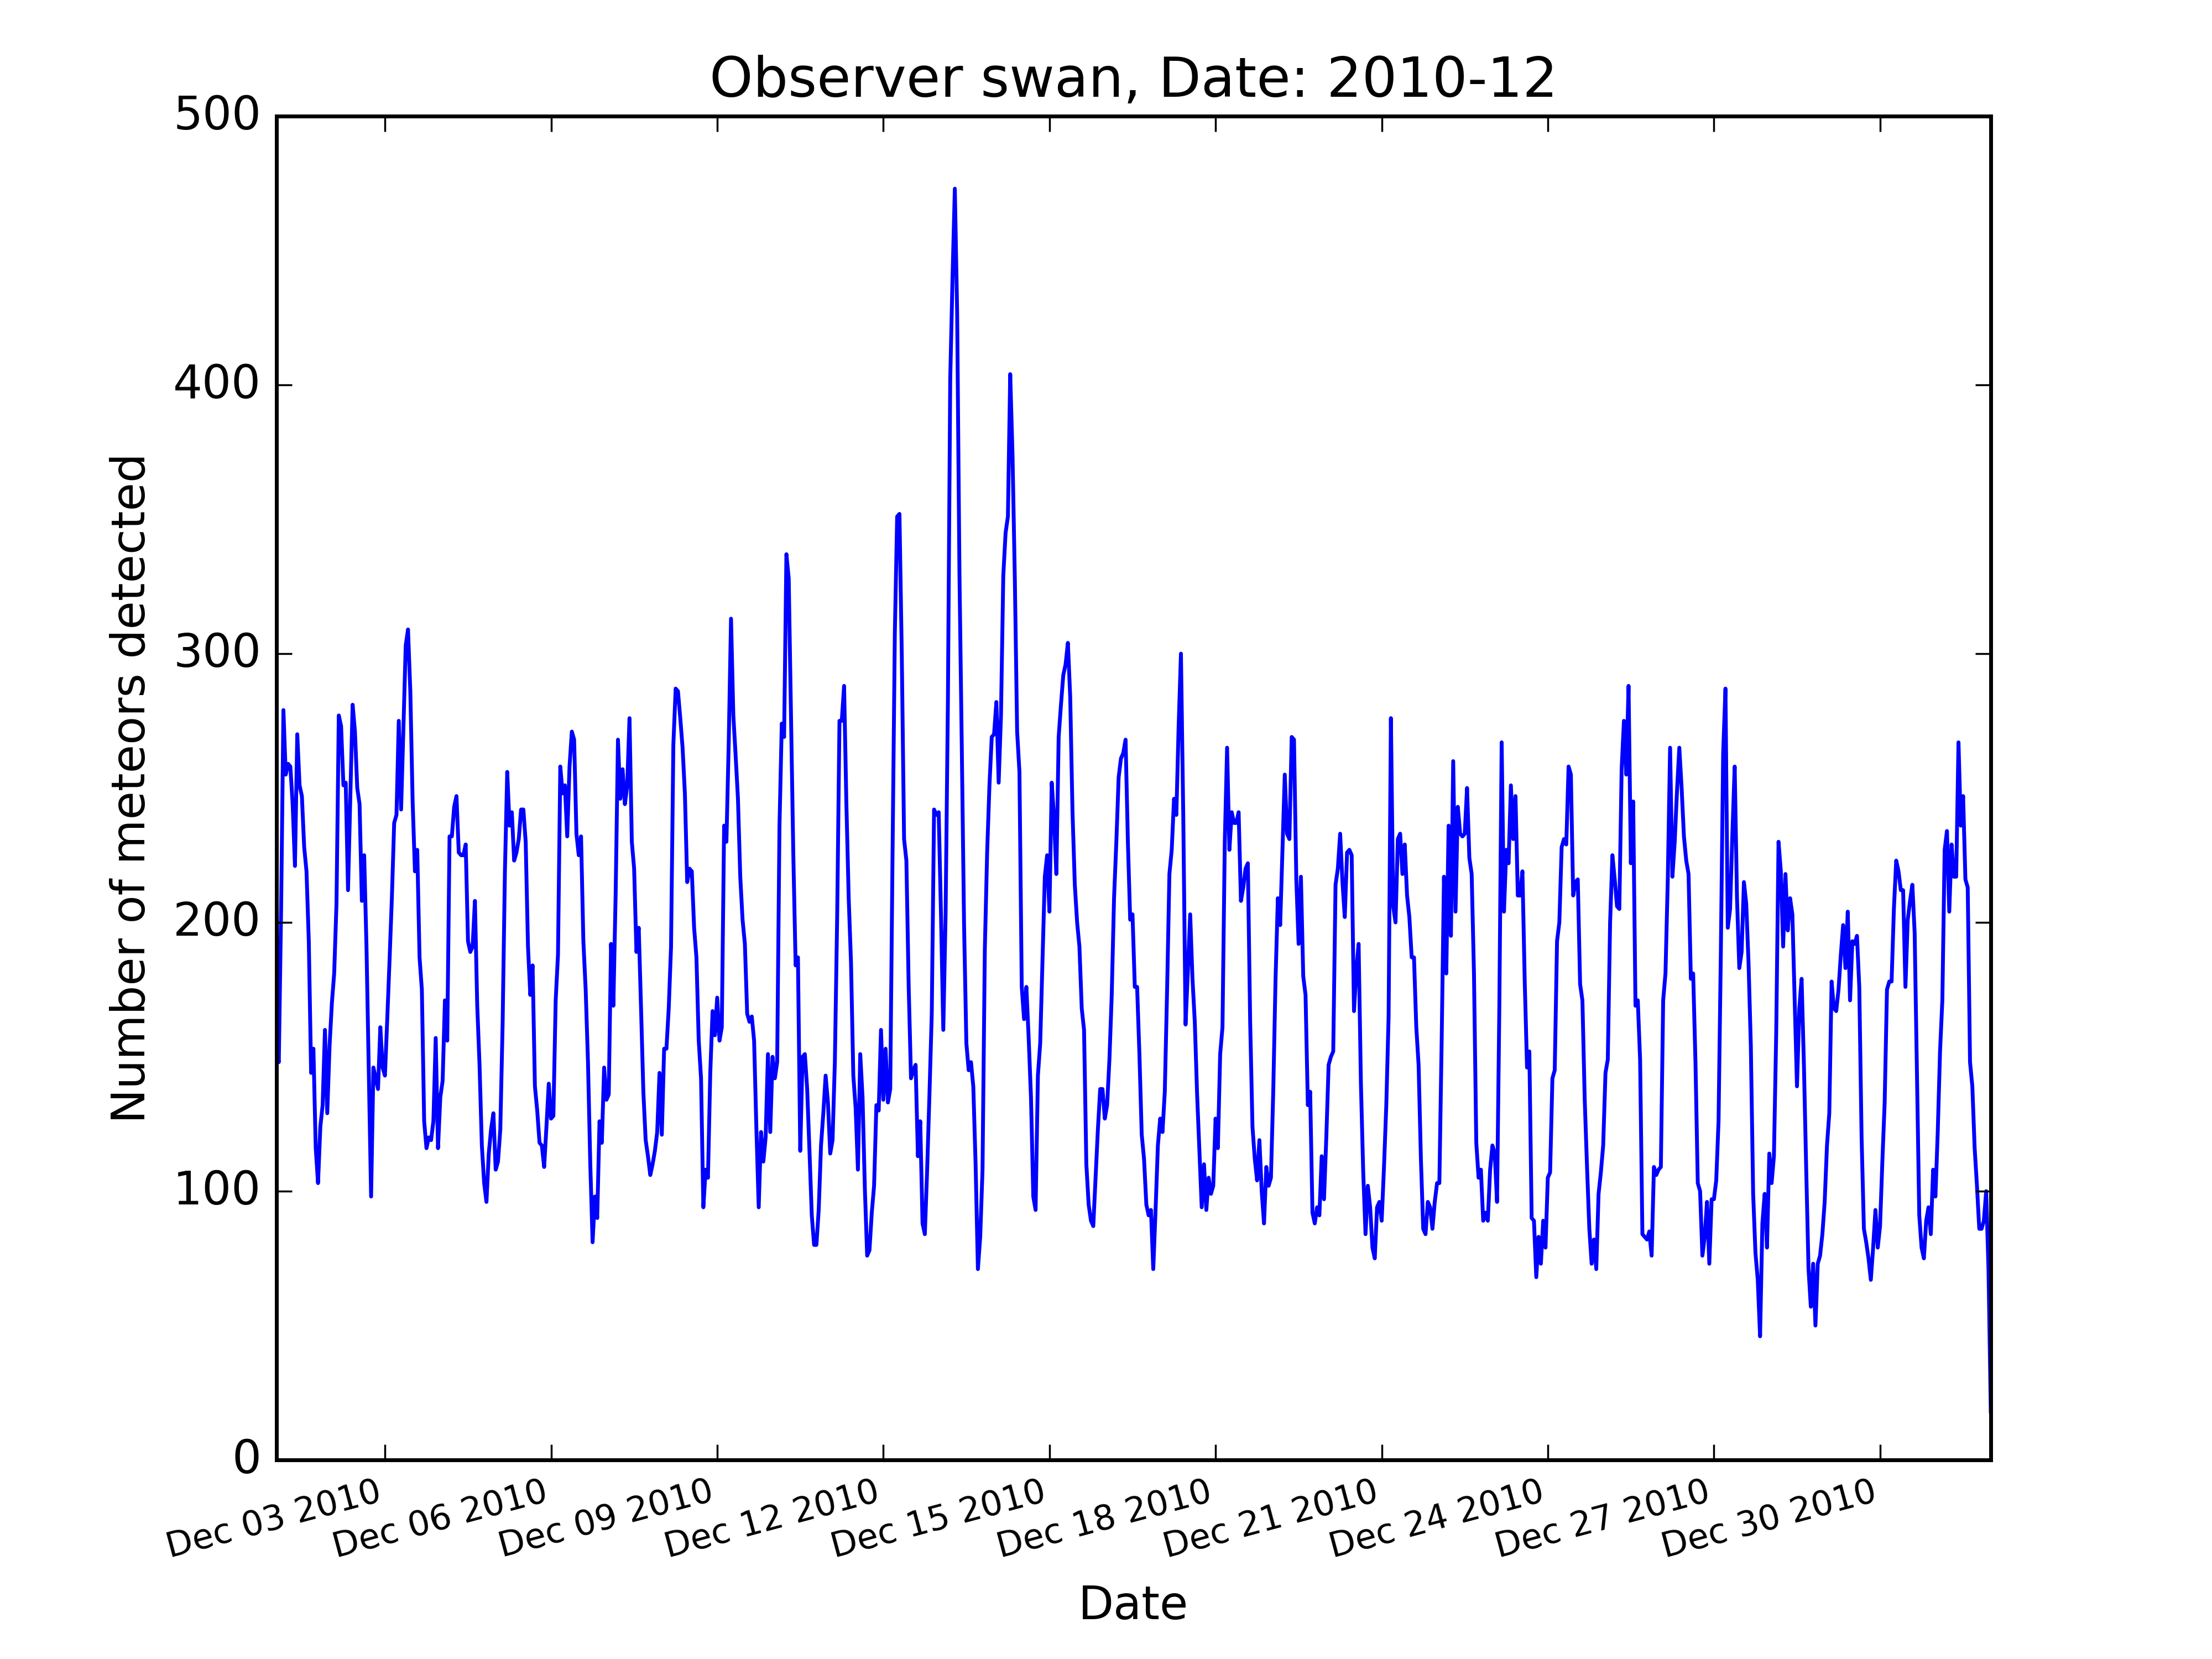 Observer swan, Date: 2010-12
500
400
300
200
100
0
Number of meteors detected
Dec 03 2010
Dec 06 2010
Dec 09 2010
Dec 12 2010
Dec 15 2010
Dec 18 2010
Dec 21 2010
Dec 24 2010
Dec 27 2010
Dec 30 2010
Date